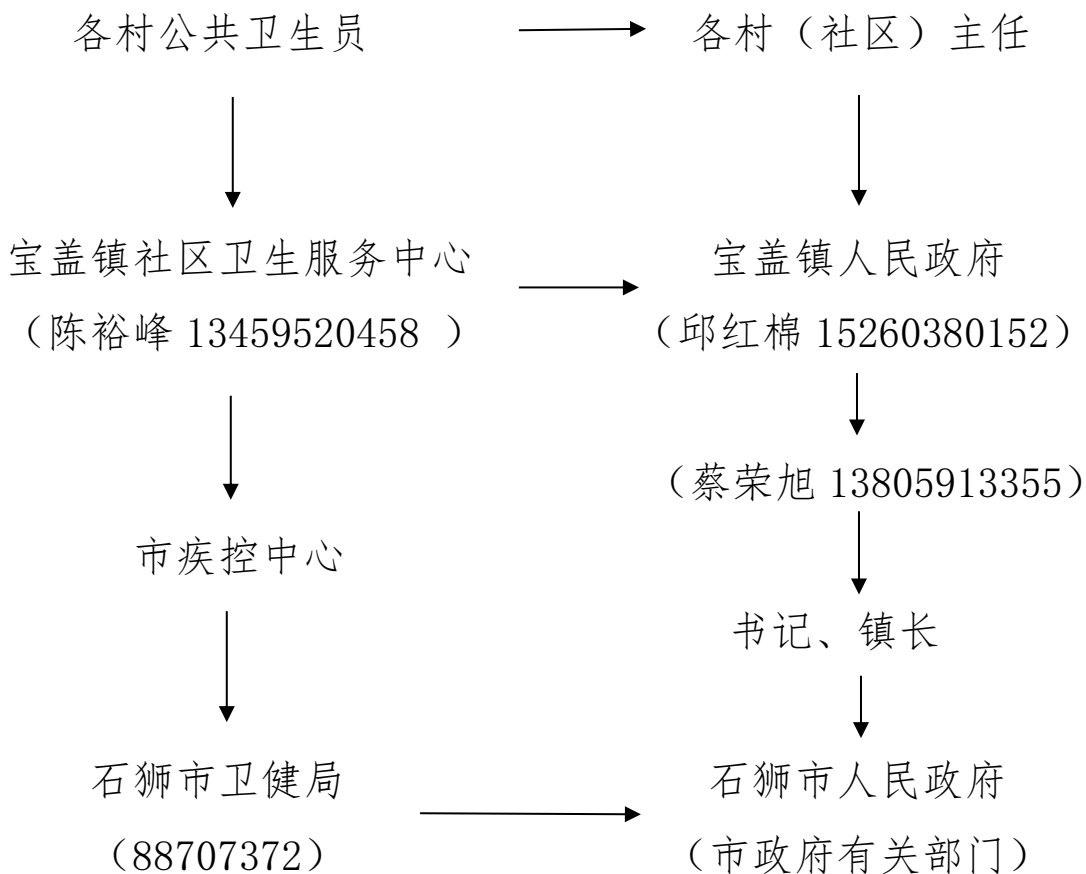 各村公共卫生员
各村（社区）主任
宝盖镇社区卫生服务中心
（陈裕峰 13459520458 ）
宝盖镇人民政府
（邱红棉 15260380152）
（蔡荣旭 13805913355）
市疾控中心
书记、镇长
石狮市卫健局
（88707372）
石狮市人民政府
（市政府有关部门）